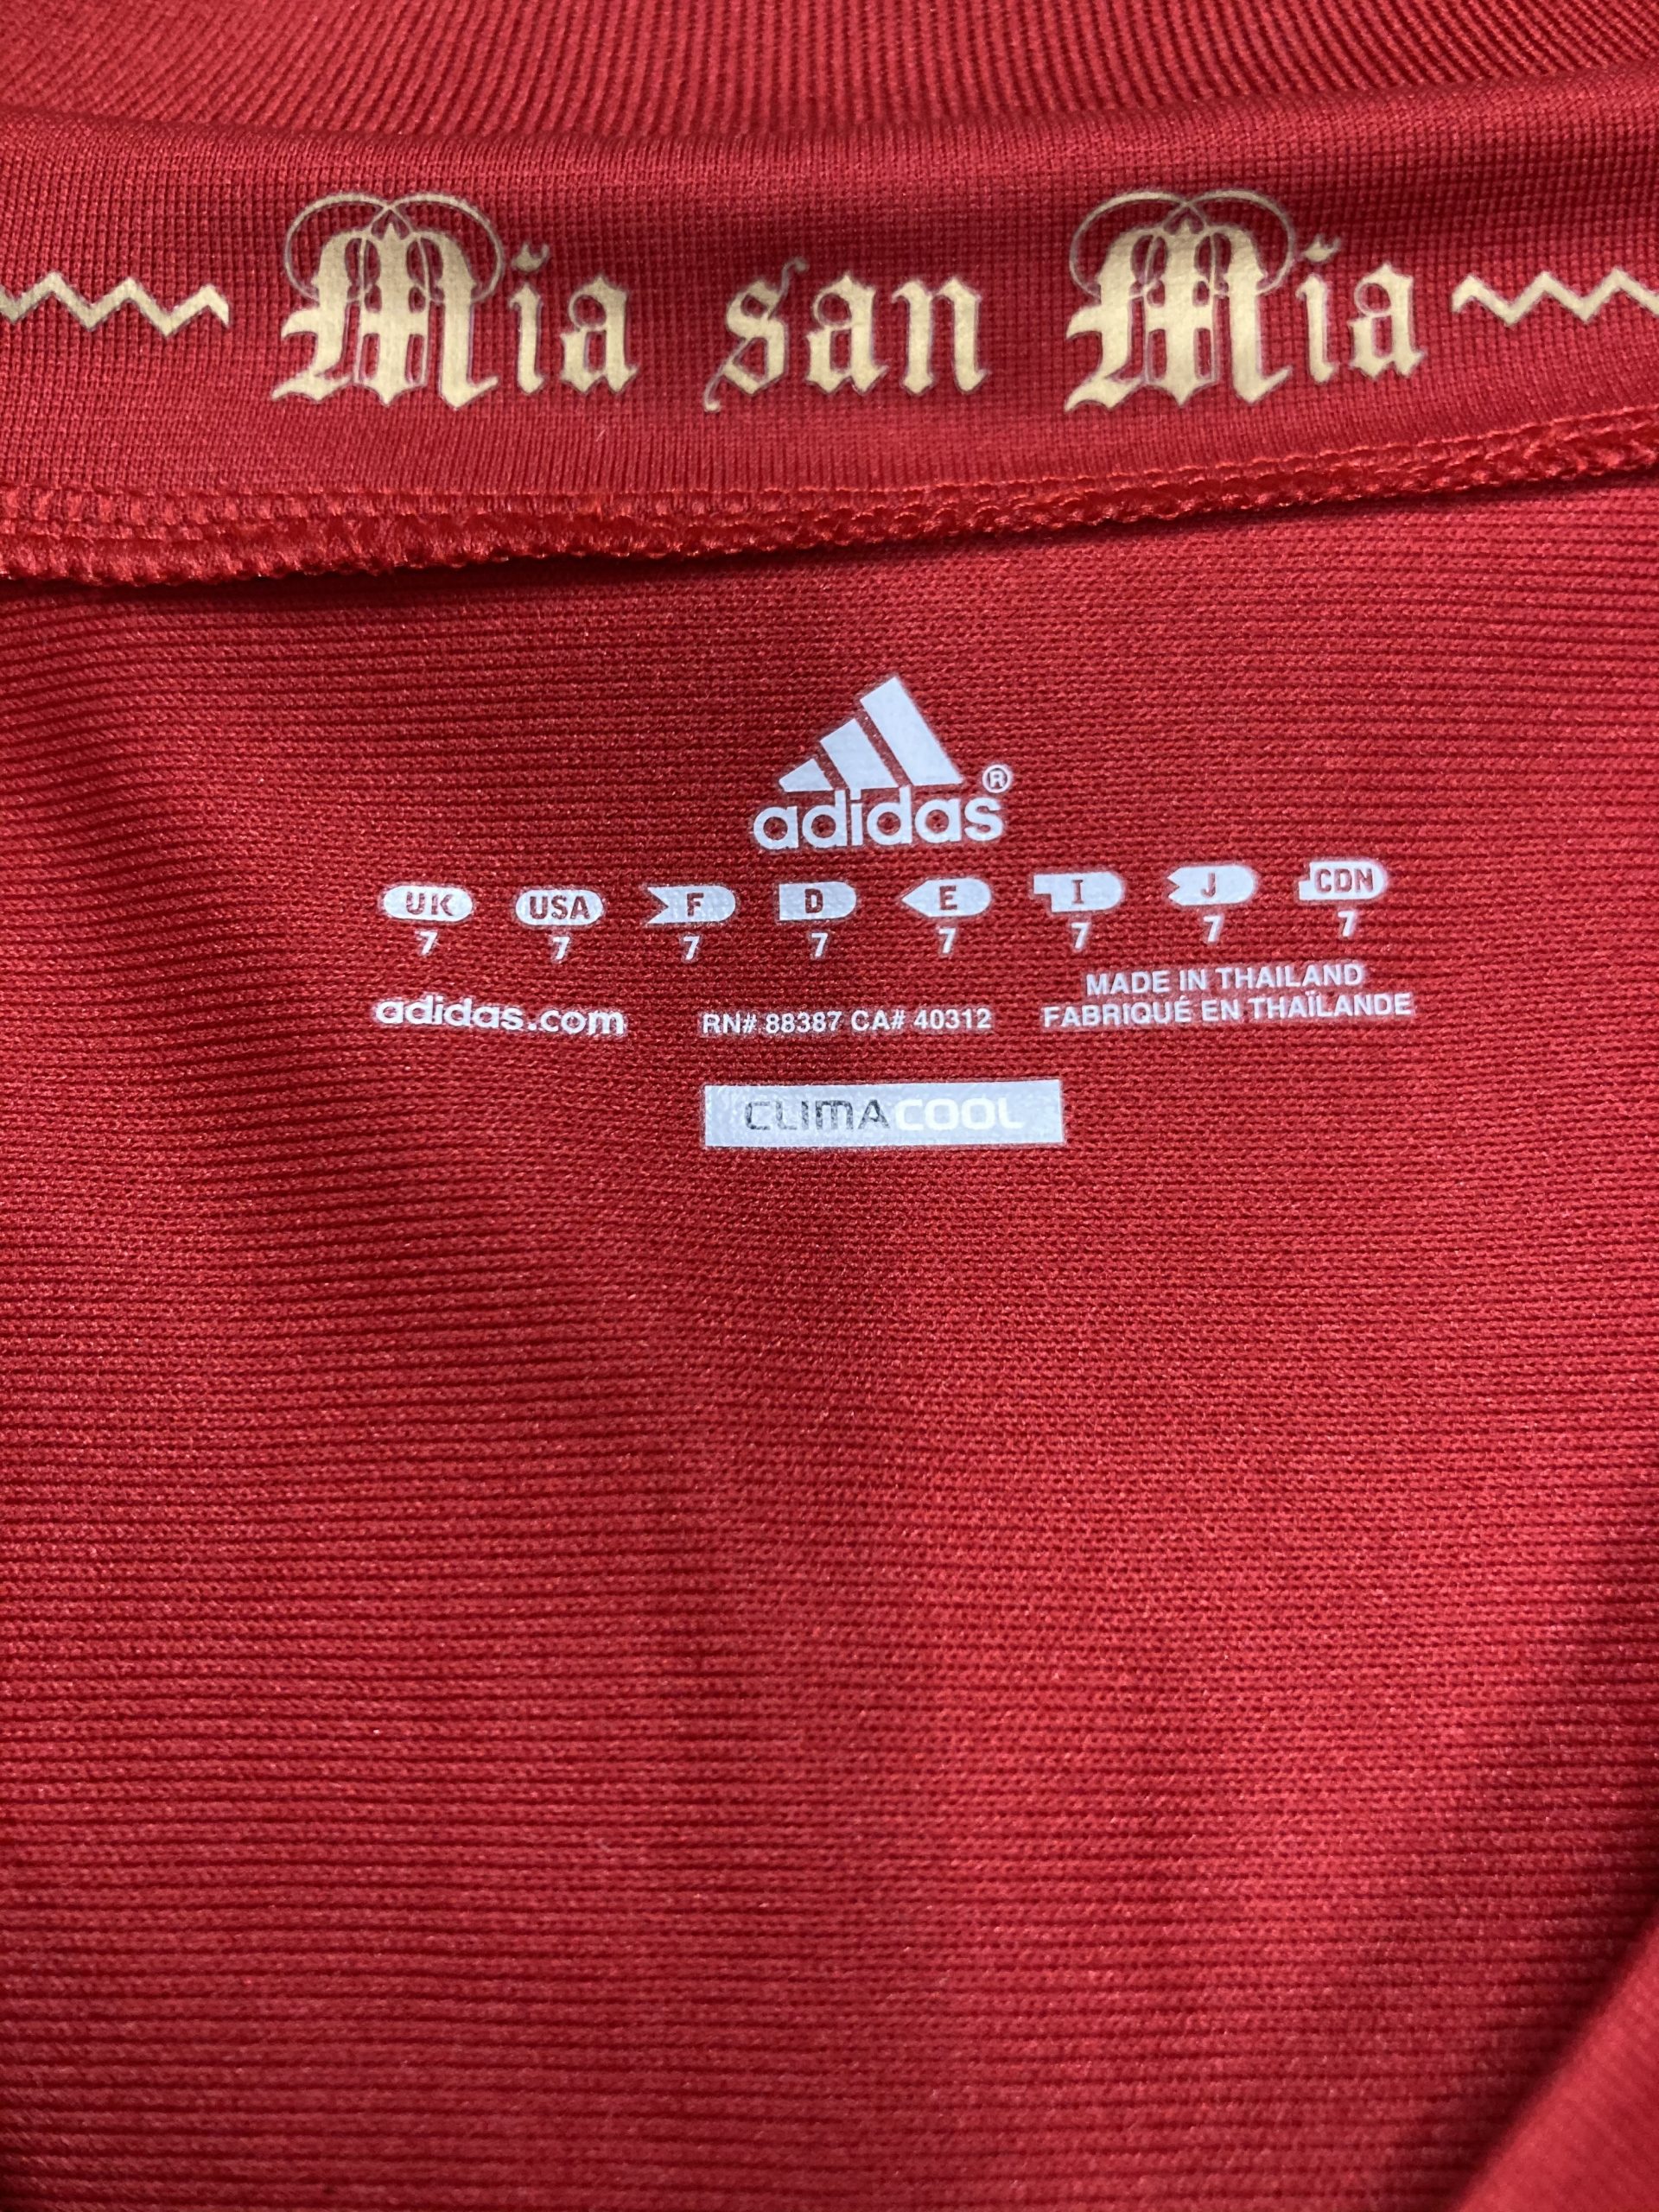 Mia san Mia
adidas®
UK USA F D E I J CDN
7 7 7 7 7 7 7 7
MADE IN THAILAND
adidas.com RN# 88387 CA# 40312 FABRIQUÉ EN THAÏLANDE
CLIMACOOL